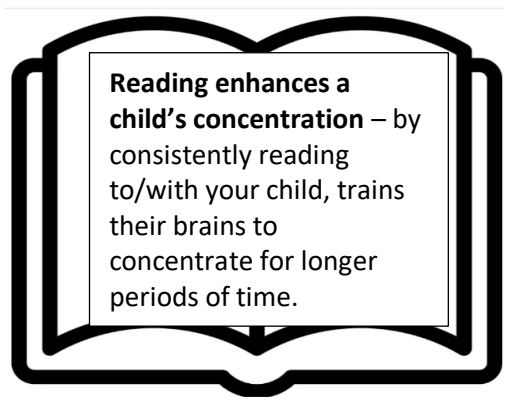 Reading enhances a
child’s concentration – by
consistently reading
to/with your child, trains
their brains to
concentrate for longer
periods of time.